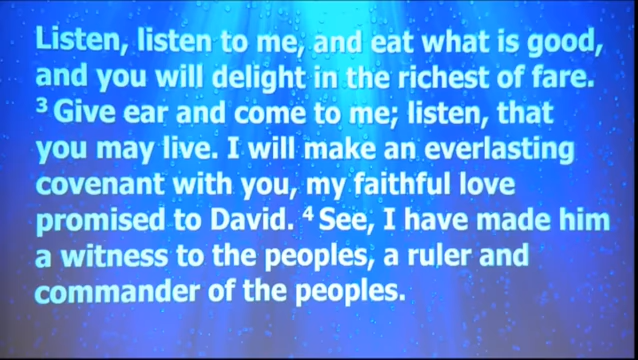 Listen, listen to me, and eat what is good,
and you will delight in the richest of fare.
3 Give ear and come to me; listen, that
you may live. I will make an everlasting
covenant with you, my faithful love
promised to David. 4 See, I have made him
a witness to the peoples, a ruler and
commander of the peoples.